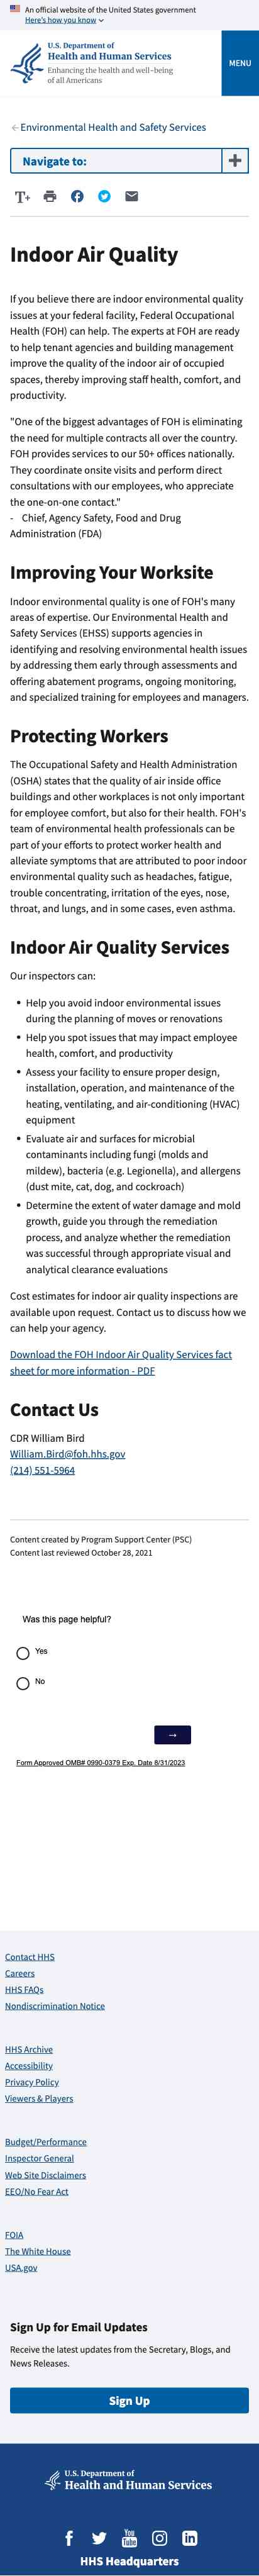 An official website of the United States government
Here's how you know
U.S. Department of
Health and Human Services
Enhancing the health and well-being
of all Americans
MENU
Environmental Health and Safety Services
Navigate to:
T+
Indoor Air Quality
If you believe there are indoor environmental quality
issues at your federal facility, Federal Occupational
Health (FOH) can help. The experts at FOH are ready
to help tenant agencies and building management
improve the quality of the indoor air of occupied
spaces, thereby improving staff health, comfort, and
productivity.
"One of the biggest advantages of FOH is eliminating
the need for multiple contracts all over the country.
FOH provides services to our 50+ offices nationally.
They coordinate onsite visits and perform direct
consultations with our employees, who appreciate
the one-on-one contact."
- Chief, Agency Safety, Food and Drug
Administration (FDA)
Improving Your Worksite
Indoor environmental quality is one of FOH's many
areas of expertise. Our Environmental Health and
Safety Services (EHSS) supports agencies in
identifying and resolving environmental health issues
by addressing them early through assessments and
offering abatement programs, ongoing monitoring,
and specialized training for employees and managers.
Protecting Workers
The Occupational Safety and Health Administration
(OSHA) states that the quality of air inside office
buildings and other workplaces is not only important
for employee comfort, but also for their health. FOH's
team of environmental health professionals can be
part of your efforts to protect worker health and
alleviate symptoms that are attributed to poor indoor
environmental quality such as headaches, fatigue,
trouble concentrating, irritation of the eyes, nose,
throat, and lungs, and in some cases, even asthma.
Indoor Air Quality Services
Our inspectors can:
• Help you avoid indoor environmental issues
during the planning of moves or renovations
• Help you spot issues that may impact employee
health, comfort, and productivity
• Assess your facility to ensure proper design,
installation, operation, and maintenance of the
heating, ventilating, and air-conditioning (HVAC)
equipment
• Evaluate air and surfaces for microbial
contaminants including fungi (molds and
mildew), bacteria (e.g. Legionella), and allergens
(dust mite, cat, dog, and cockroach)
• Determine the extent of water damage and mold
growth, guide you through the remediation
process, and analyze whether the remediation
was successful through appropriate visual and
analytical clearance evaluations
Cost estimates for indoor air quality inspections are
available upon request. Contact us to discuss how we
can help your agency.
Download the FOH Indoor Air Quality Services fact
sheet for more information - PDF
Contact Us
CDR William Bird
William.Bird@foh.hhs.gov
(214) 551-5964
Content created by Program Support Center (PSC)
Content last reviewed October 28, 2021
Was this page helpful?
Yes
No
→
Form Approved OMB# 0990-0379 Exp. Date 8/31/2023
Contact HHS
Careers
HHS FAQs
Nondiscrimination Notice
HHS Archive
Accessibility
Privacy Policy
Viewers & Players
Budget/Performance
Inspector General
Web Site Disclaimers
EEO/No Fear Act
FOIA
The White House
USA.gov
Sign Up for Email Updates
Receive the latest updates from the Secretary, Blogs, and
News Releases.
Sign Up
U.S. Department of
Health and Human Services
You
Tube
HHS Headquarters